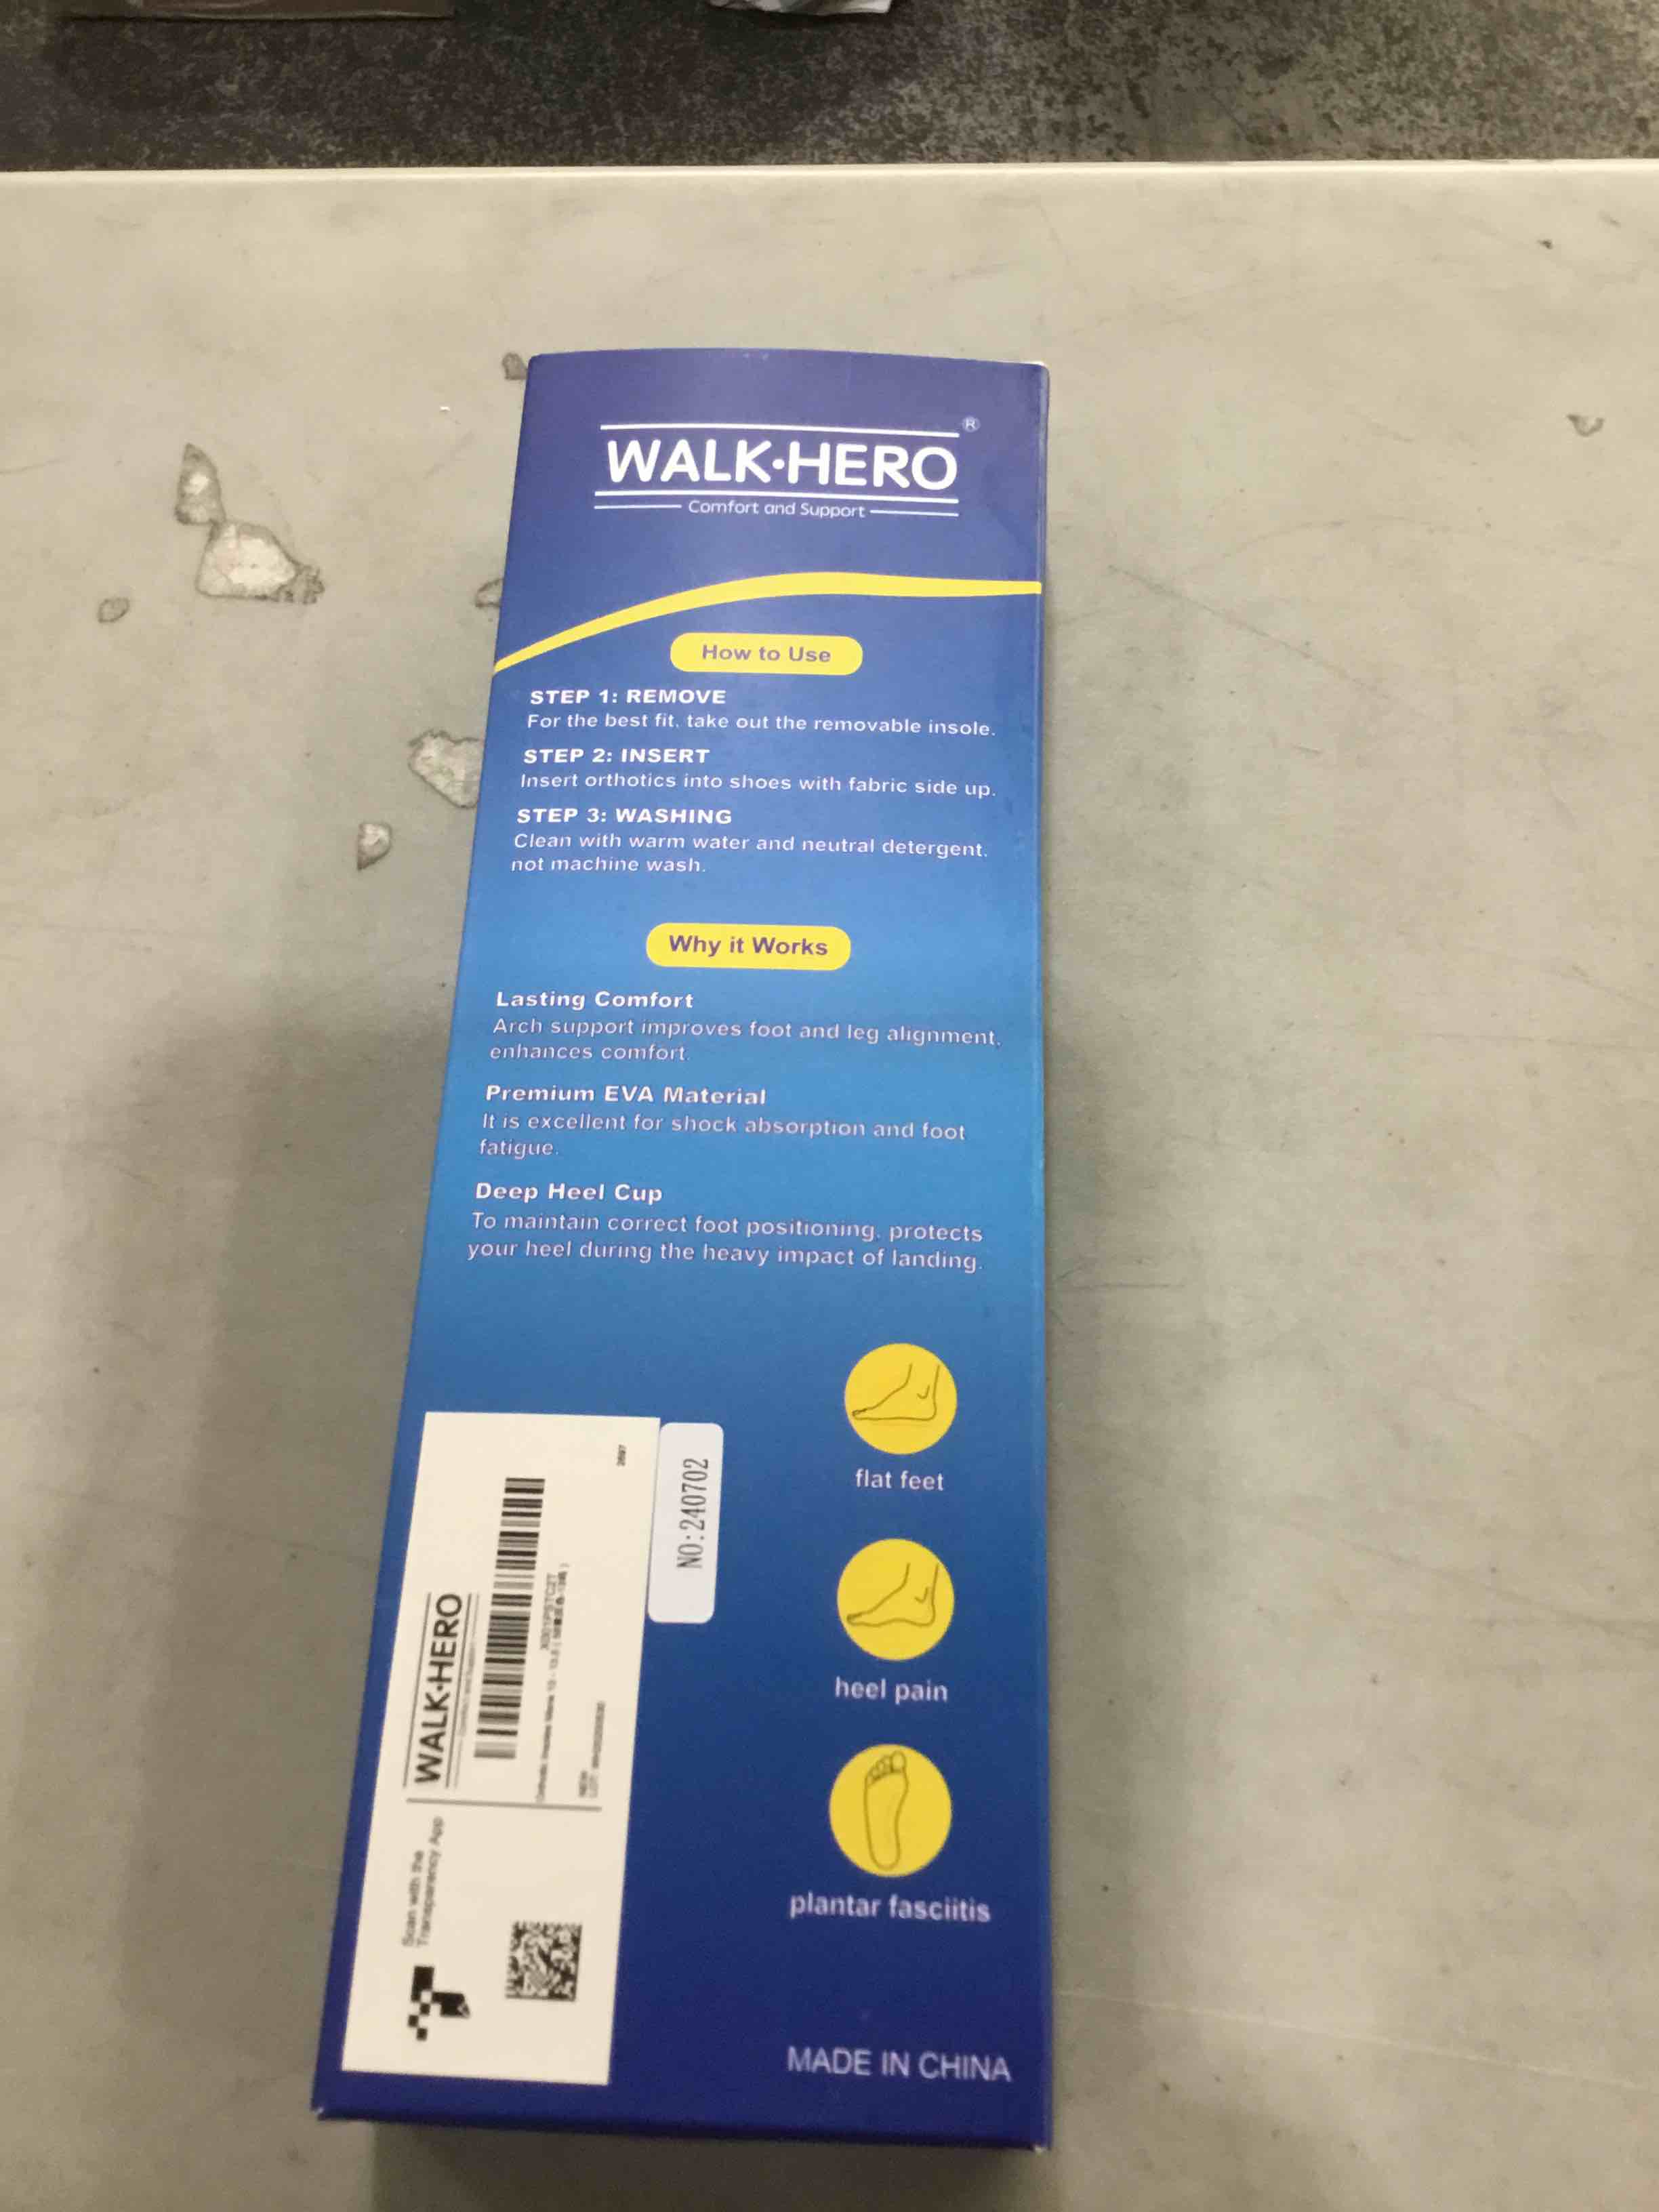 WALK·HERO®
Comfort and Support
How to Use
STEP 1: REMOVE
For the best fit, take out the removable insole.
STEP 2: INSERT
Insert orthotics into shoes with fabric side up.
STEP 3: WASHING
Clean with warm water and neutral detergent,
not machine wash.
Why it Works
Lasting Comfort
Arch support improves foot and leg alignment,
enhances comfort.
Premium EVA Material
It is excellent for shock absorption and foot
fatigue.
Deep Heel Cup
To maintain correct foot positioning, protects
your heel during the heavy impact of landing.
flat feet
heel pain
plantar fasciitis
MADE IN CHINA
NO:240702
WALK·HERO
Comfort and Support
NEW
Scan with the
Transparency App